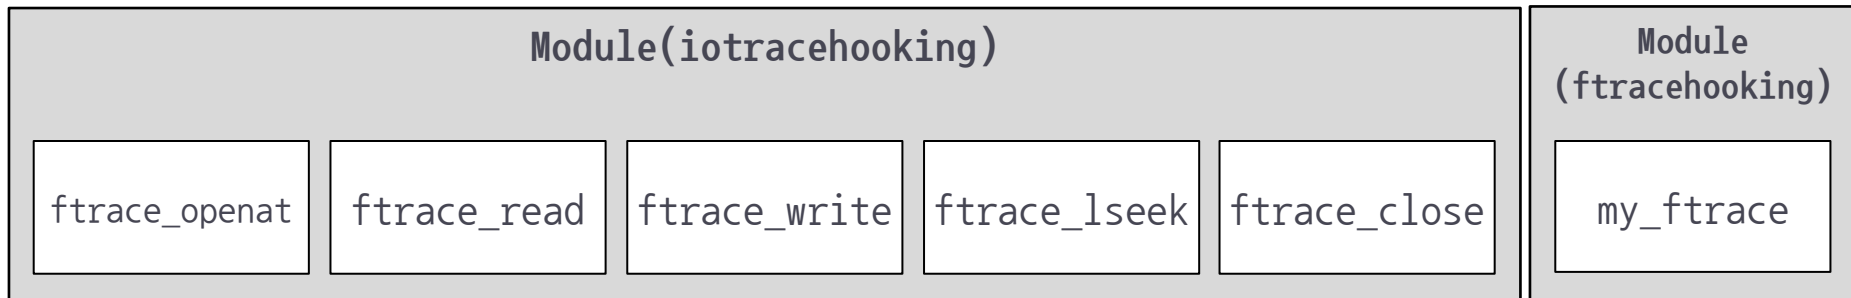 Module(iotracehooking)
ftrace_openat
ftrace_read
ftrace_write
ftrace_lseek
ftrace_close
Module
(ftracehooking)
my_ftrace